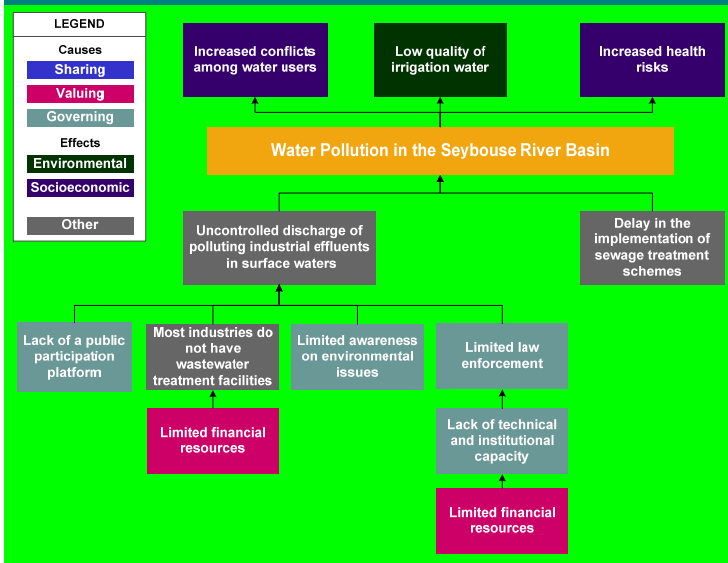 LEGEND
Causes
Sharing
Valuing
Governing
Effects
Environmental
Socioeconomic
Other
Increased conflicts
among water users
Low quality of
irrigation water
Increased health
risks
Water Pollution in the Seybouse River Basin
Uncontrolled discharge of
polluting industrial effluents
in surface waters
Delay in the
implementation of
sewage treatment
schemes
Lack of a public
participation
platform
Most industries do
not have
wastewater
treatment facilities
Limited awareness
on environmental
issues
Limited law
enforcement
Limited financial
resources
Lack of technical
and institutional
capacity
Limited financial
resources